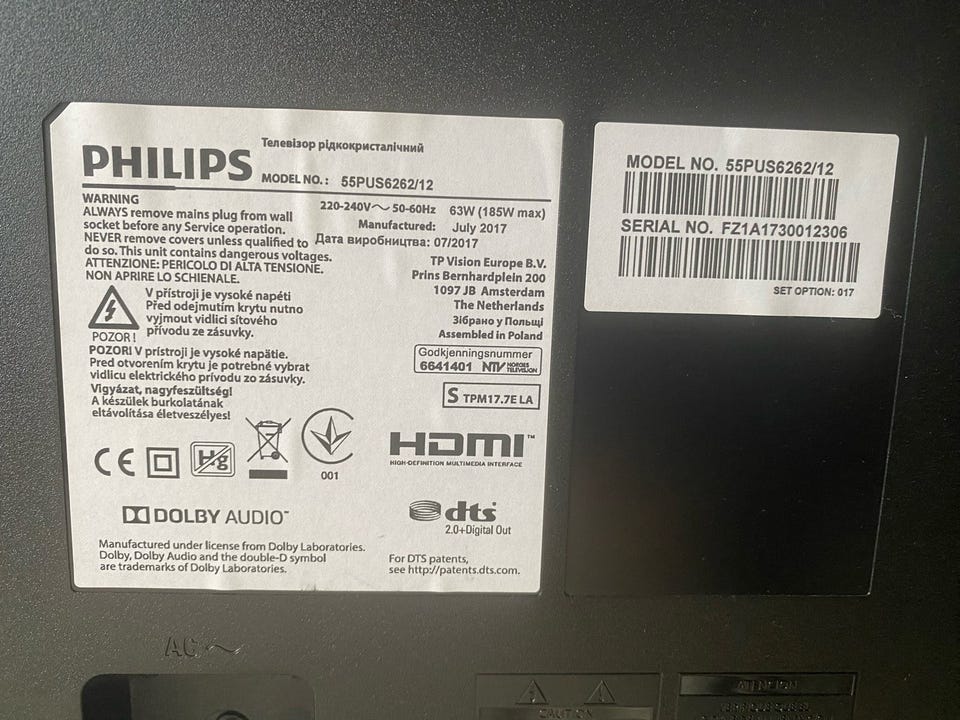 PHILIPS
Телевізор рідкокристалічний
MODEL NO.: 55PUS6262/12
WARNING
ALWAYS remove mains plug from wall
socket before any Service operation.
NEVER remove covers unless qualified to
do so. This unit contains dangerous voltages.
ATTENZIONE: PERICOLO DI ALTA TENSIONE.
NON APRIRE LO SCHIENALE.
220-240V~ 50-60Hz 63W (185W max)
Manufactured: July 2017
Дата виробництва: 07/2017
TP Vision Europe B.V.
Prins Bernhardplein 200
1097 JB Amsterdam
The Netherlands
Зібрано у Польщі
Assembled in Poland
V přístroji je vysoké napětí
Před odejmutím krytu nutno
vyjmout vidlici síťového
přívodu ze zásuvky.
POZOR!
POZOR! V prístroji je vysoké napätie.
Pred otvorením krytu je potrebné vybrat
vidlicu elektrického prívodu zo zásuvky.
Vigyázat, nagyfeszültség!
A készülek burkolatának
eltávolítása életveszélyes!
Godkjenningsnummer
6641401 NTV NORGES TELEVISJON
S TPM17.7E LA
CE
Hg
001
HDMI™
HIGH-DEFINITION MULTIMEDIA INTERFACE
DOLBY AUDIO™
dts
2.0+Digital Out
Manufactured under license from Dolby Laboratories.
Dolby, Dolby Audio and the double-D symbol
are trademarks of Dolby Laboratories.
For DTS patents,
see http://patents.dts.com.
MODEL NO. 55PUS6262/12
SERIAL NO. FZ1A1730012306
SET OPTION: 017
AC ~
CAUTION
ATENCION